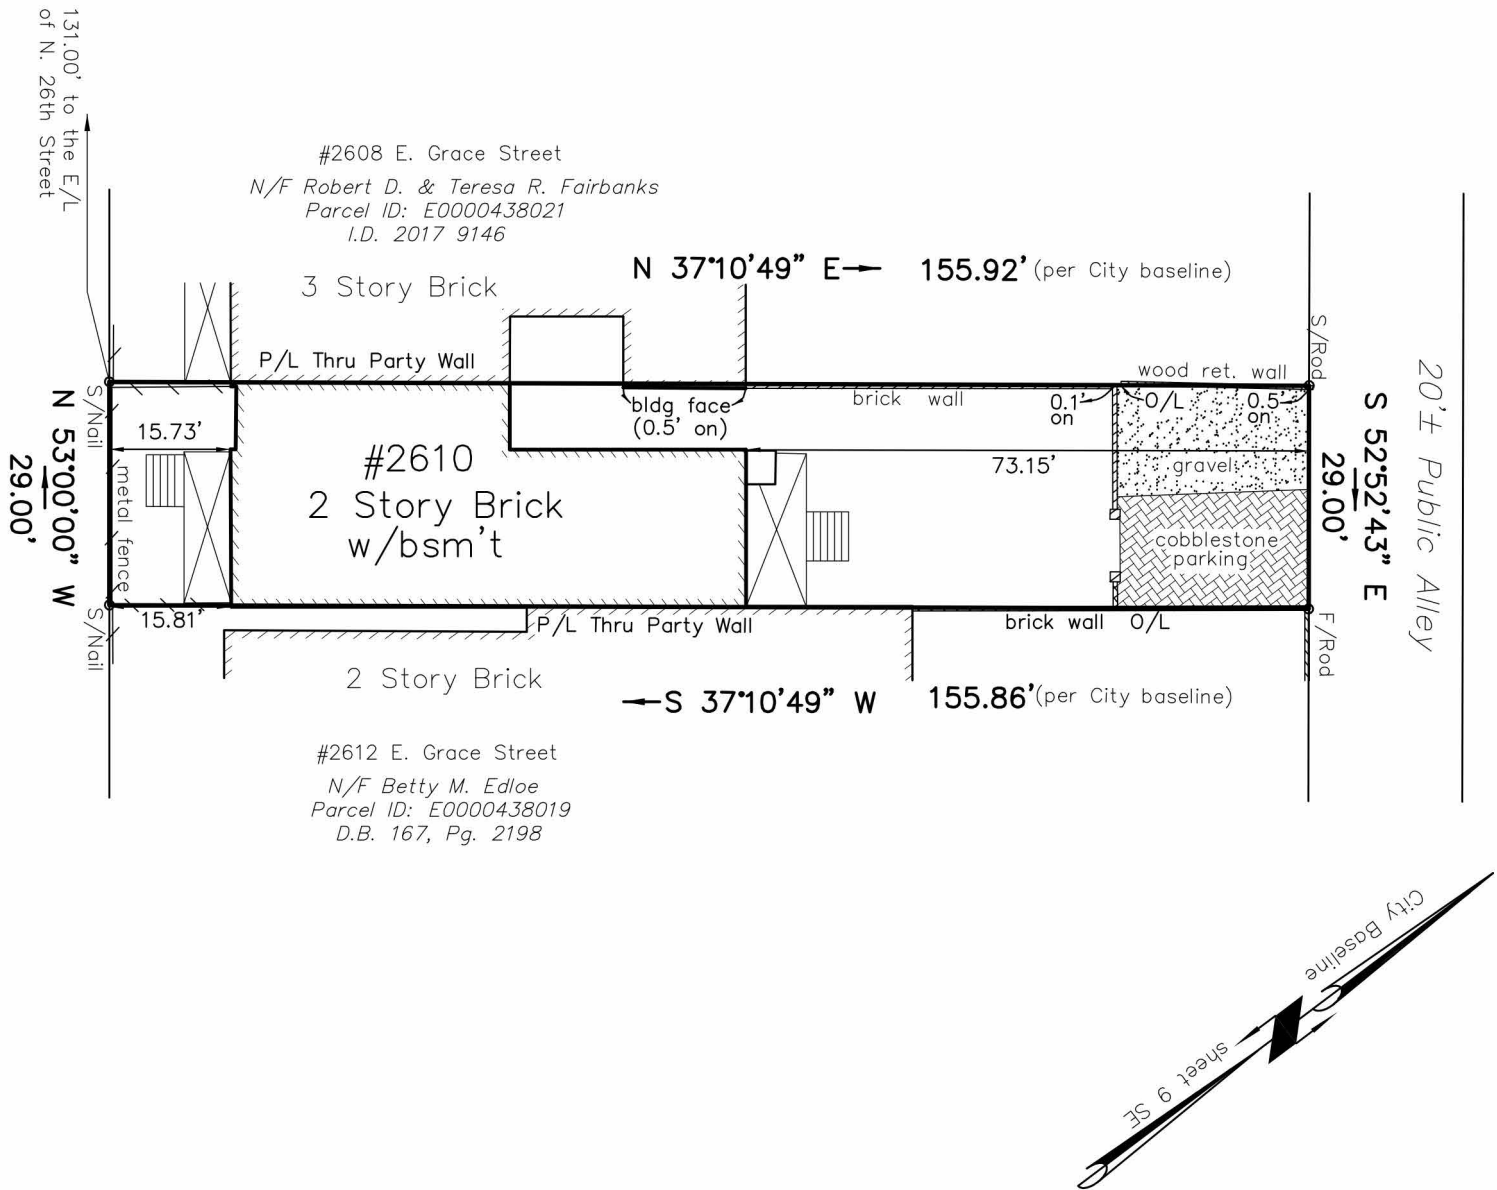 131.00' to the E/L
of N. 26th Street
#2608 E. Grace Street
N/F Robert D. & Teresa R. Fairbanks
Parcel ID: E0000438021
I.D. 2017 9146
3 Story Brick
N 37°10'49" E
155.92' (per City baseline)
P/L Thru Party Wall
S/Rod
wood ret. wall
brick wall
0.1'
on
O/L
0.5'
on
bldg face
(0.5' on)
20'± Public Alley
S 52°52'43" E
29.00'
S/Nail
15.73'
N 53°00'00" W
29.00'
metal fence
#2610
2 Story Brick
w/bsm't
73.15'
gravel
cobblestone
parking
S/Nail
15.81'
P/L Thru Party Wall
brick wall
O/L
F/Rod
2 Story Brick
S 37°10'49" W
155.86' (per City baseline)
#2612 E. Grace Street
N/F Betty M. Edloe
Parcel ID: E0000438019
D.B. 167, Pg. 2198
City Baseline
sheet 9 SE